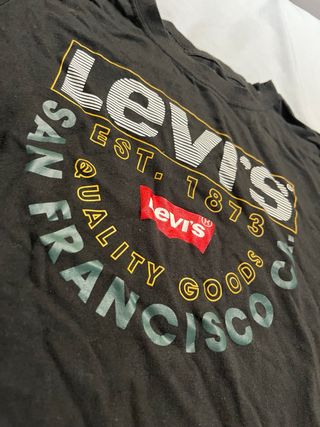 Levi's®
EST. 1873
Levi's®
QUALITY GOODS
SAN FRANCISCO CA.